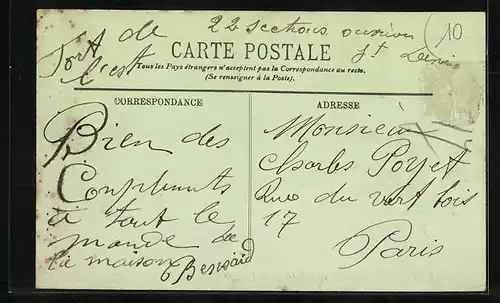 Fort de
l'est
22 sections ouvriers
St Denis
10
CARTE POSTALE
Tous les Pays étrangers n'acceptent pas la Correspondance au recto.
(Se renseigner à la Poste).
CORRESPONDANCE
Bien des
Compliments
à tout le
monde de
la maison
Besnard
ADRESSE
Monsieur
Charles Poyet
Rue du vert bois
17
Paris